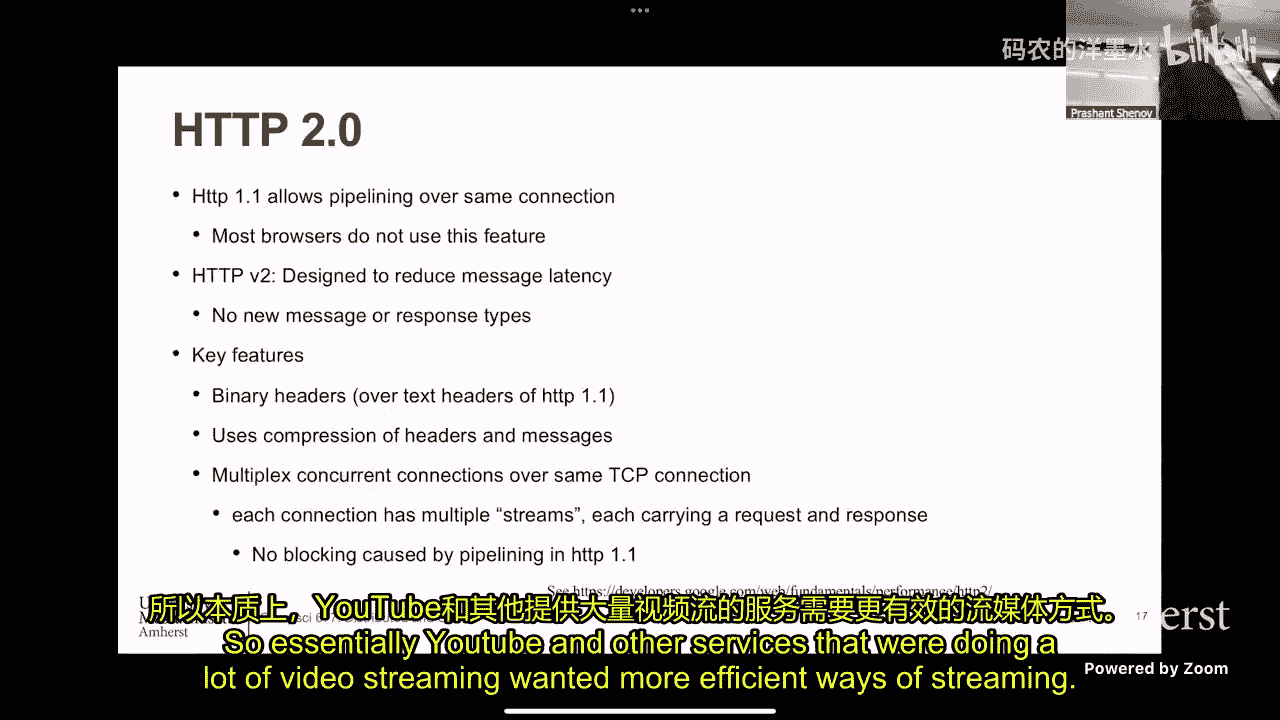 码农的洋墨水 bilibili
Prashant Shenoy
HTTP 2.0
• Http 1.1 allows pipelining over same connection
• Most browsers do not use this feature
• HTTP v2: Designed to reduce message latency
• No new message or response types
• Key features
• Binary headers (over text headers of http 1.1)
• Uses compression of headers and messages
• Multiplex concurrent connections over same TCP connection
• each connection has multiple “streams”, each carrying a request and response
• No blocking caused by pipelining in http 1.1
See https://developers.google.com/web/fundamentals/performance/http2/
所以本质上，YouTube和其他提供大量视频流的服务需要更有效的流媒体方式。
Amherst
17
erst
So essentially Youtube and other services that were doing a
lot of video streaming wanted more efficient ways of streaming.
Powered by Zoom